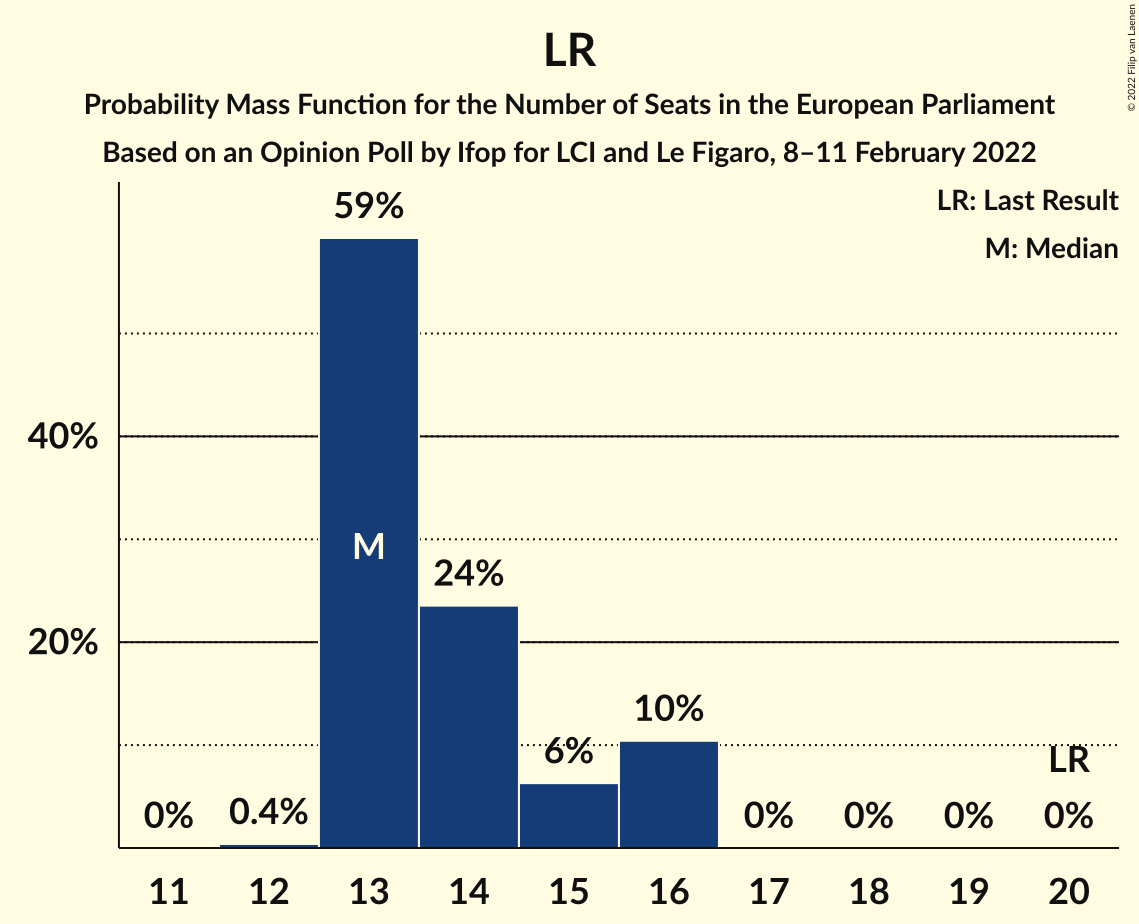 LR
Probability Mass Function for the Number of Seats in the European Parliament
Based on an Opinion Poll by Ifop for LCI and Le Figaro, 8–11 February 2022
© 2022 Filip van Laenen
LR: Last Result
M: Median
59%
40%
M
24%
20%
10%
6%
LR
0%
0.4%
0%
0%
0%
0%
11
12
13
14
15
16
17
18
19
20